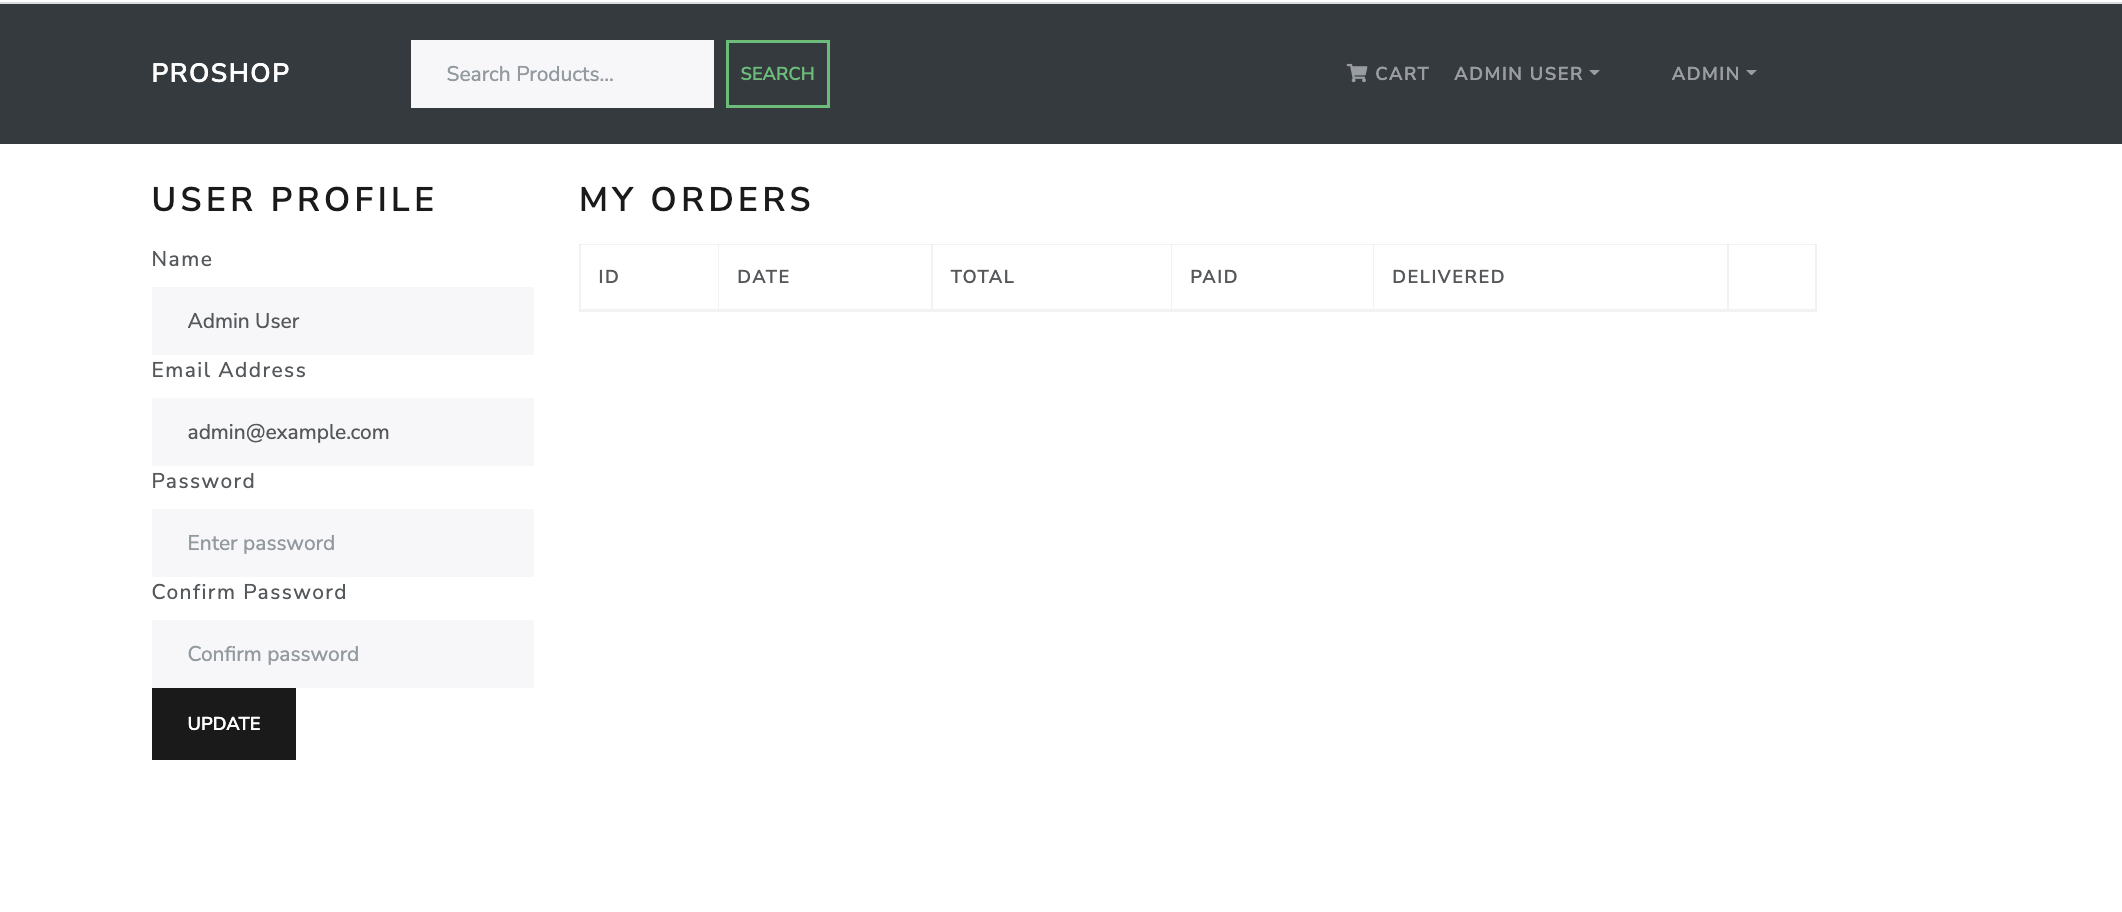 PROSHOP
Search Products...
SEARCH
CART
ADMIN USER
ADMIN
USER PROFILE
Name
Admin User
Email Address
admin@example.com
Password
Enter password
Confirm Password
Confirm password
UPDATE
MY ORDERS
ID DATE TOTAL PAID DELIVERED